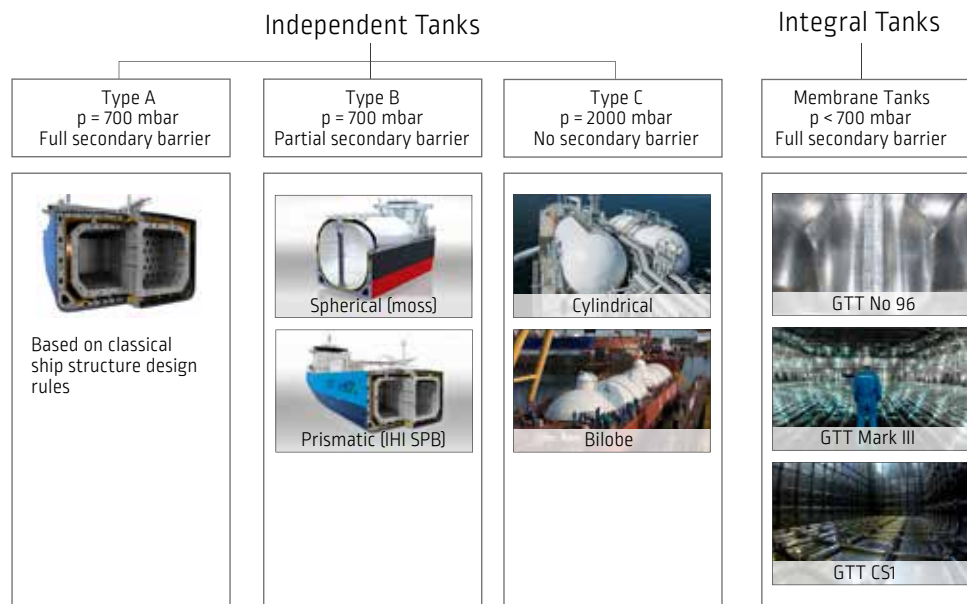 Independent Tanks
Integral Tanks
Type A
p = 700 mbar
Full secondary barrier
Type B
p = 700 mbar
Partial secondary barrier
Type C
p = 2000 mbar
No secondary barrier
Membrane Tanks
p < 700 mbar
Full secondary barrier
Based on classical
ship structure design
rules
Spherical (moss)
Prismatic (IHI SPB)
Cylindrical
Bilobe
GTT No 96
GTT Mark III
GTT CS1